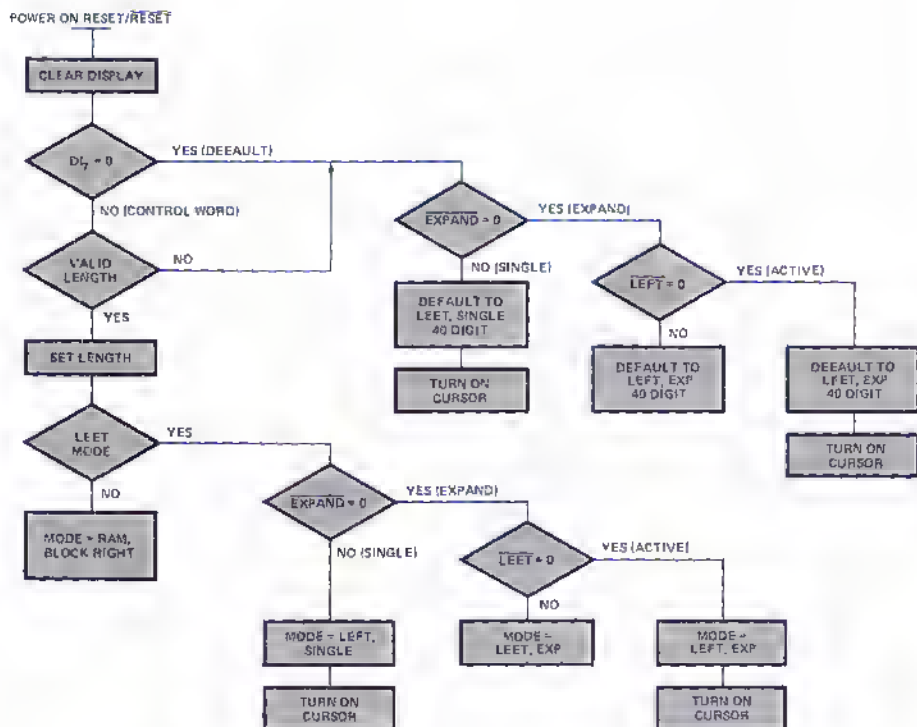 POWER ON RESET/RESET
CLEAR DISPLAY
DI7 = 0
YES (DEFAULT)
NO (CONTROL WORD)
VALID
LENGTH
NO
YES
SET LENGTH
LEFT
MODE
YES
NO
MODE = RAM,
BLOCK RIGHT
EXPAND = 0
YES (EXPAND)
NO (SINGLE)
DEFAULT TO
LEFT, SINGLE
40 DIGIT
TURN ON
CURSOR
LEFT = 0
YES (ACTIVE)
NO
DEFAULT TO
LEFT, EXP
40 DIGIT
DEFAULT TO
LEFT, EXP
40 DIGIT
TURN ON
CURSOR
EXPAND = 0
YES (EXPAND)
NO (SINGLE)
MODE = LEFT,
SINGLE
TURN ON
CURSOR
LEFT = 0
YES (ACTIVE)
NO
MODE =
LEFT, EXP
MODE =
LEFT, EXP
TURN ON
CURSOR